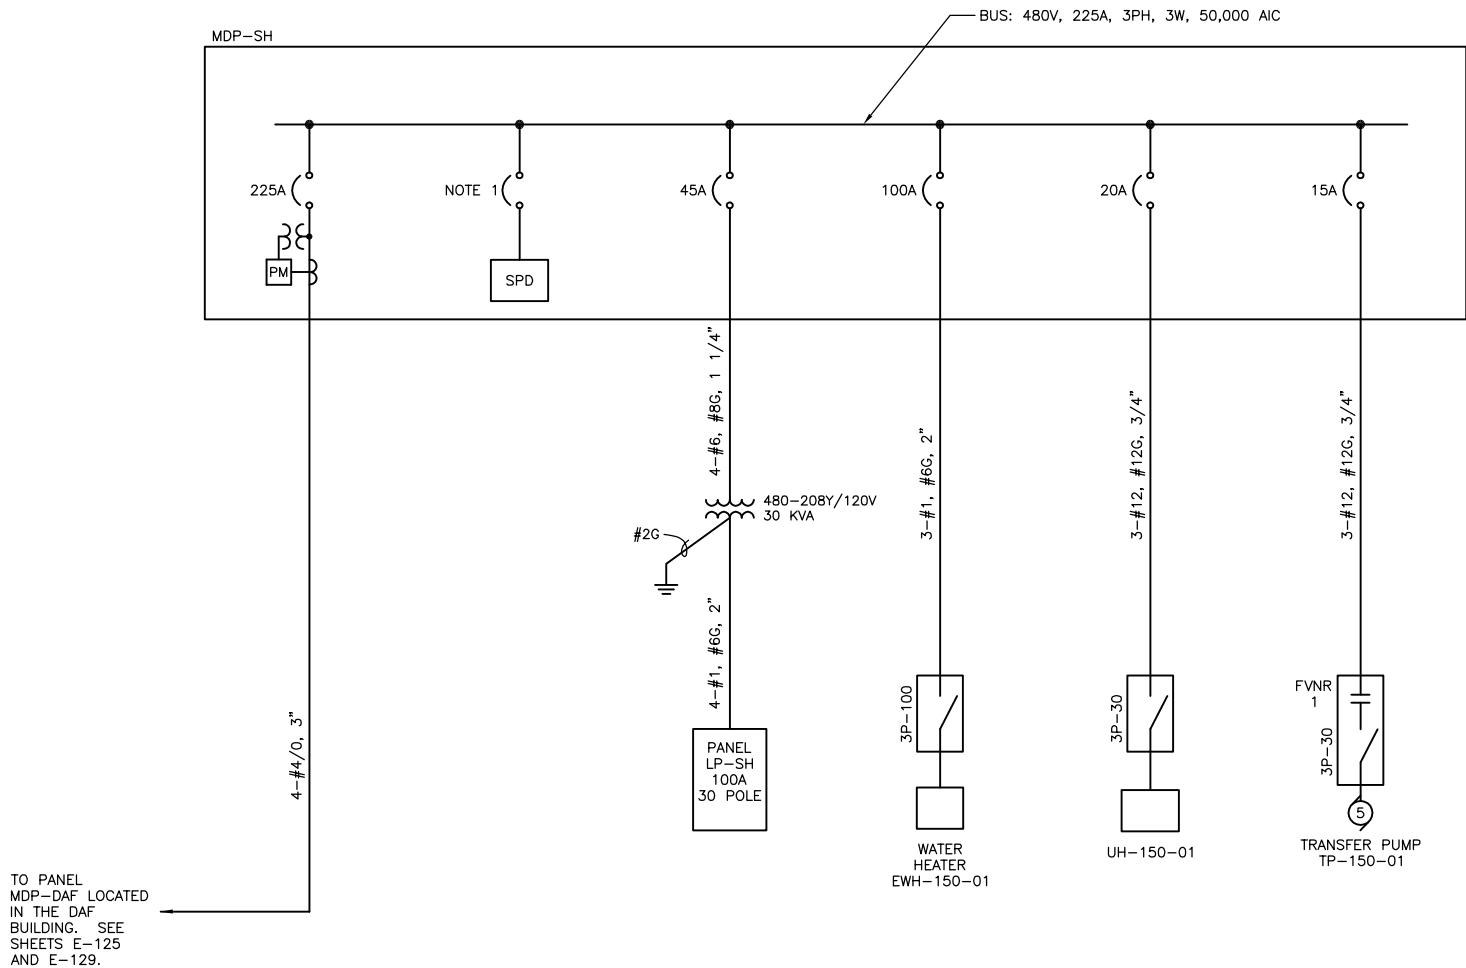 BUS: 480V, 225A, 3PH, 3W, 50,000 AIC
MDP-SH
225A
NOTE 1
45A
100A
20A
15A
PM
SPD
4-#6, #8G, 1 1/4"
3-#1, #6G, 2"
3-#12, #12G, 3/4"
3-#12, #12G, 3/4"
480-208Y/120V
30 KVA
#2G
4-#1, #6G, 2"
4-#4/0, 3"
3P-100
3P-30
FVNR
1
3P-30
PANEL
LP-SH
100A
30 POLE
5
WATER
HEATER
EWH-150-01
UH-150-01
TRANSFER PUMP
TP-150-01
TO PANEL
MDP-DAF LOCATED
IN THE DAF
BUILDING. SEE
SHEETS E-125
AND E-129.